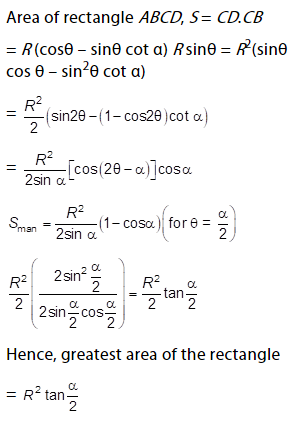 Area of rectangle ABCD, S = CD.CB
= R(cosθ – sinθ cot α) Rsinθ = R²(sinθ
cos θ – sin²θ cot α)
= R²/2 (sin2θ – (1 – cos2θ)cot α)
= R²/(2sin α) [cos(2θ – α)]cosα
S_man = R²/(2sin α) (1 – cosα) (for θ = α/2)
R²/2 (2sin² α/2 / (2sin α/2 cos α/2)) = R²/2 tan α/2
Hence, greatest area of the rectangle
= R² tan α/2